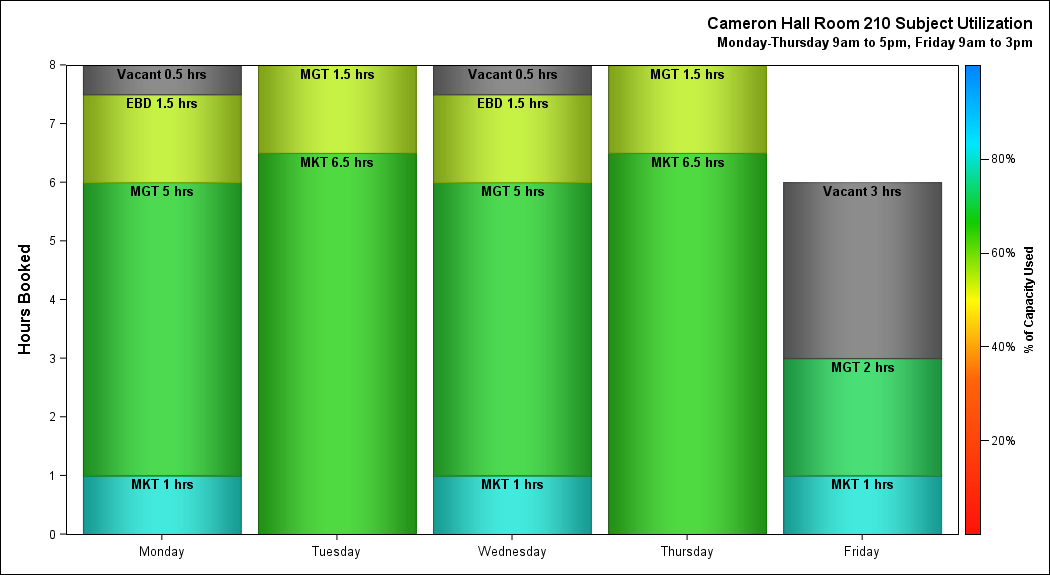 Cameron Hall Room 210 Subject Utilization
Monday-Thursday 9am to 5pm, Friday 9am to 3pm
Hours Booked
8
7
6
5
4
3
2
1
0
Vacant 0.5 hrs
EBD 1.5 hrs
MGT 5 hrs
MKT 1 hrs
MGT 1.5 hrs
MKT 6.5 hrs
Vacant 0.5 hrs
EBD 1.5 hrs
MGT 5 hrs
MKT 1 hrs
MGT 1.5 hrs
MKT 6.5 hrs
Vacant 3 hrs
MGT 2 hrs
MKT 1 hrs
Monday
Tuesday
Wednesday
Thursday
Friday
80%
60%
40%
20%
% of Capacity Used